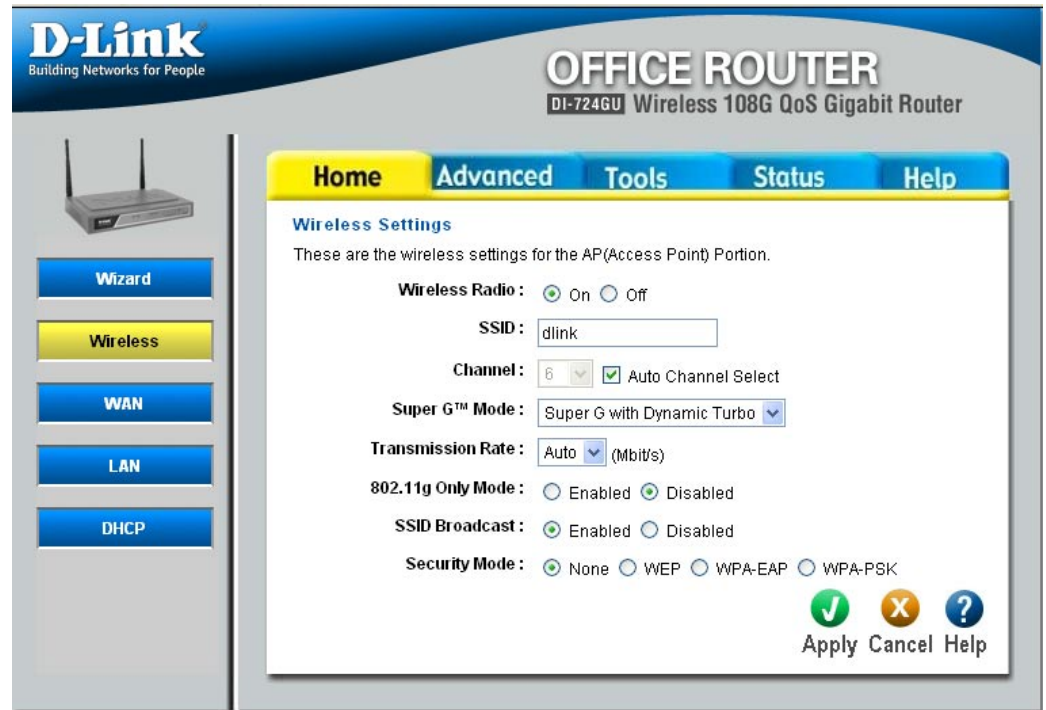 D-Link
Building Networks for People
OFFICE ROUTER
DI-724GU Wireless 108G QoS Gigabit Router
Home Advanced Tools Status Help
Wizard
Wireless
WAN
LAN
DHCP
Wireless Settings
These are the wireless settings for the AP(Access Point) Portion.
Wireless Radio : On Off
SSID : dlink
Channel : 6 Auto Channel Select
Super G™ Mode : Super G with Dynamic Turbo
Transmission Rate : Auto (Mbit/s)
802.11g Only Mode : Enabled Disabled
SSID Broadcast : Enabled Disabled
Security Mode : None WEP WPA-EAP WPA-PSK
Apply Cancel Help